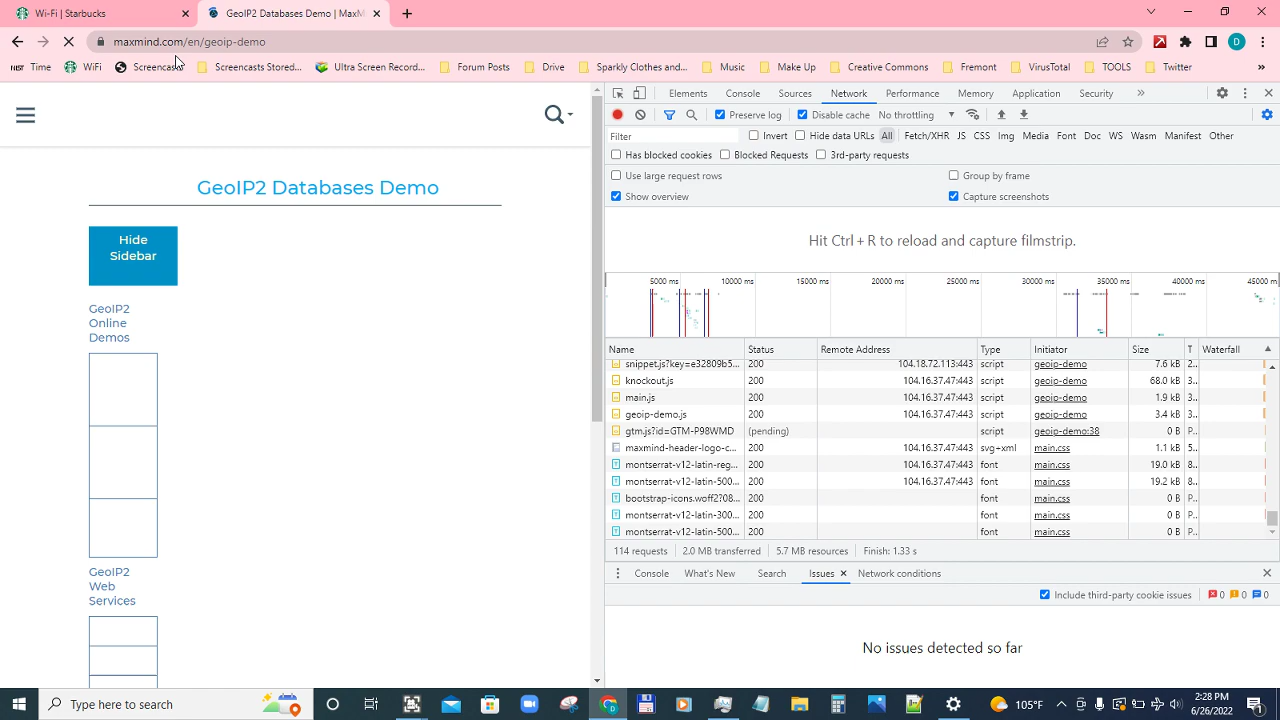 Wi-Fi | Starbucks
GeoIP2 Databases Demo | MaxM
maxmind.com/en/geoip-demo
D
NIST Time
WiFi
Screencasts
Screencasts Stored...
Ultra Screen Record...
Forum Posts
Drive
Sparkly Clothes and...
Music
Make Up
Creative Commons
Fremont
VirusTotal
TOOLS
Twitter
»
GeoIP2 Databases Demo
Hide
Sidebar
GeoIP2
Online
Demos
GeoIP2
Web
Services
Elements Console Sources Network Performance Memory Application Security »
Preserve log Disable cache No throttling
Filter Invert Hide data URLs All Fetch/XHR JS CSS Img Media Font Doc WS Wasm Manifest Other
Has blocked cookies Blocked Requests 3rd-party requests
Use large request rows Group by frame
Show overview Capture screenshots
Hit Ctrl + R to reload and capture filmstrip.
5000 ms 10000 ms 15000 ms 20000 ms 25000 ms 30000 ms 35000 ms 40000 ms 45000 m
Name Status Remote Address Type Initiator Size T Waterfall
snippet.js?key=e32809b5... 200 104.18.72.113:443 script geoip-demo 7.6 kB 2..
knockout.js 200 104.16.37.47:443 script geoip-demo 68.0 kB 3..
main.js 200 104.16.37.47:443 script geoip-demo 1.9 kB 4..
geoip-demo.js 200 104.16.37.47:443 script geoip-demo 3.4 kB 4..
gtm.js?id=GTM-P98WMD (pending) script geoip-demo:38 0 B P..
maxmind-header-logo-c... 200 104.16.37.47:443 svg+xml main.css 1.1 kB 4..
montserrat-v12-latin-reg... 200 104.16.37.47:443 font main.css 19.0 kB 8..
montserrat-v12-latin-500... 200 104.16.37.47:443 font main.css 19.2 kB 8..
bootstrap-icons.woff2?08... 200 font main.css 0 B P..
montserrat-v12-latin-300... 200 font main.css 0 B P..
montserrat-v12-latin-500... 200 font main.css 0 B P..
114 requests 2.0 MB transferred 5.7 MB resources Finish: 1.33 s
Console What's New Search Issues Network conditions
Include third-party cookie issues 0 0 0
No issues detected so far
Type here to search
105°F
2:28 PM
6/26/2022